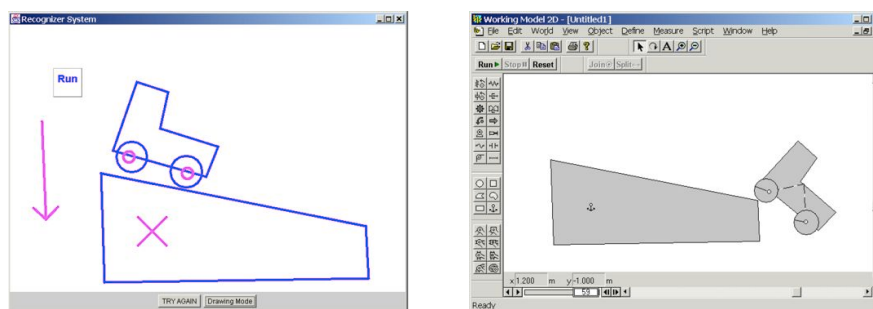 Recognizer System
Run
TRY AGAIN Drawing Mode
Working Model 2D - [Untitled1]
File Edit World View Object Define Measure Script Window Help
A
Run Stop Reset Join Split
x 1.200 m y -1.000 m
59
Ready